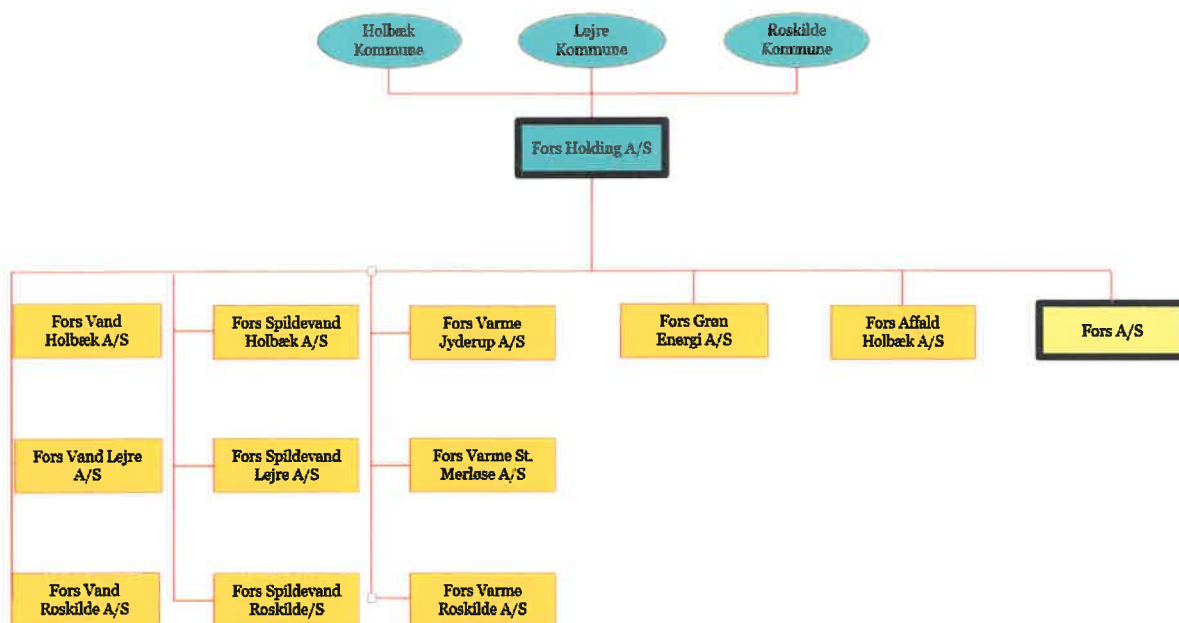 Holbæk
Kommune
Lejre
Kommune
Roskilde
Kommune
Fors Holding A/S
Fors Vand
Holbæk A/S
Fors Spildevand
Holbæk A/S
Fors Varme
Jyderup A/S
Fors Grøn
Energi A/S
Fors Affald
Holbæk A/S
Fors A/S
Fors Vand Lejre
A/S
Fors Spildevand
Lejre A/S
Fors Varme St.
Merløse A/S
Fors Vand
Roskilde A/S
Fors Spildevand
Roskilde/S
Fors Varme
Roskilde A/S